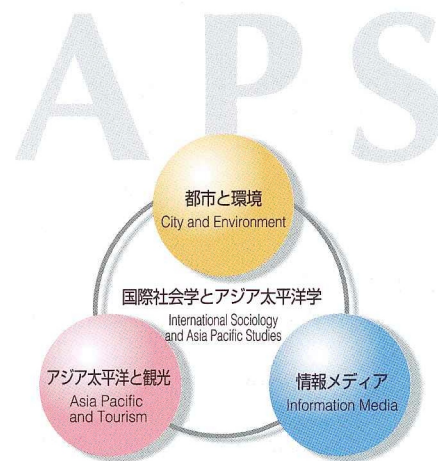 APS
都市と環境
City and Environment
国際社会学とアジア太平洋学
International Sociology
and Asia Pacific Studies
アジア太平洋と観光
Asia Pacific
and Tourism
情報メディア
Information Media